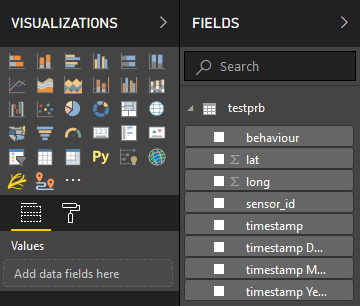 VISUALIZATIONS
FIELDS
Search
testprb
behaviour
Σ lat
Σ long
sensor_id
timestamp
timestamp D...
timestamp M...
timestamp Ye...
Py
R
123
...
Values
Add data fields here